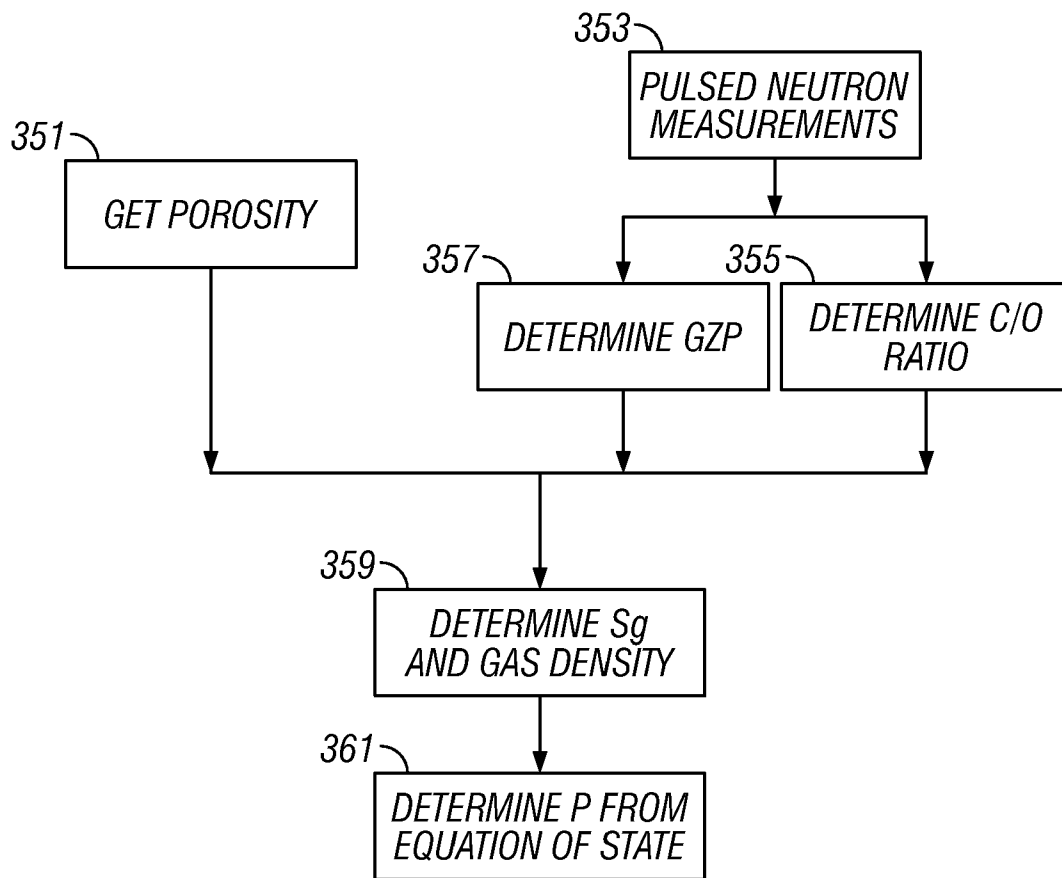 353
PULSED NEUTRON
MEASUREMENTS
351
GET POROSITY
357
DETERMINE GZP
355
DETERMINE C/O
RATIO
359
DETERMINE Sg
AND GAS DENSITY
361
DETERMINE P FROM
EQUATION OF STATE